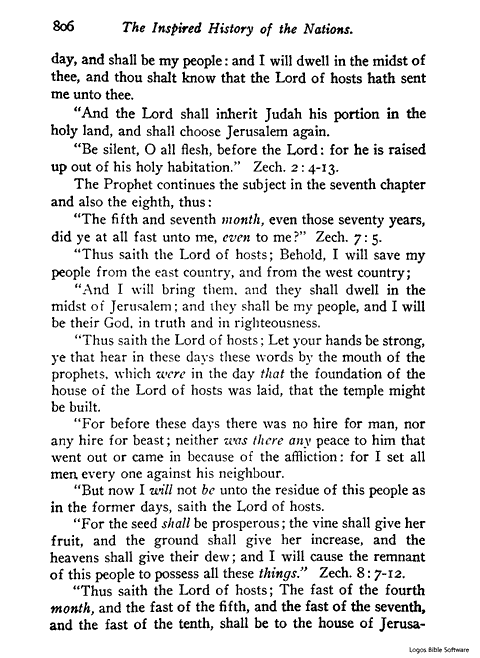 806 The Inspired History of the Nations.
day, and shall be my people: and I will dwell in the midst of
thee, and thou shalt know that the Lord of hosts hath sent
me unto thee.
“And the Lord shall inherit Judah his portion in the
holy land, and shall choose Jerusalem again.
“Be silent, O all flesh, before the Lord: for he is raised
up out of his holy habitation.” Zech. 2:4-13.
The Prophet continues the subject in the seventh chapter
and also the eighth, thus:
“The fifth and seventh month, even those seventy years,
did ye at all fast unto me, even to me?” Zech. 7:5.
“Thus saith the Lord of hosts; Behold, I will save my
people from the east country, and from the west country;
“And I will bring them, and they shall dwell in the
midst of Jerusalem; and they shall be my people, and I will
be their God, in truth and in righteousness.
“Thus saith the Lord of hosts; Let your hands be strong,
ye that hear in these days these words by the mouth of the
prophets, which were in the day that the foundation of the
house of the Lord of hosts was laid, that the temple might
be built.
“For before these days there was no hire for man, nor
any hire for beast; neither was there any peace to him that
went out or came in because of the affliction: for I set all
men every one against his neighbour.
“But now I will not be unto the residue of this people as
in the former days, saith the Lord of hosts.
“For the seed shall be prosperous; the vine shall give her
fruit, and the ground shall give her increase, and the
heavens shall give their dew; and I will cause the remnant
of this people to possess all these things.” Zech. 8:7-12.
“Thus saith the Lord of hosts; The fast of the fourth
month, and the fast of the fifth, and the fast of the seventh,
and the fast of the tenth, shall be to the house of Jerusa-
Logos Bible Software